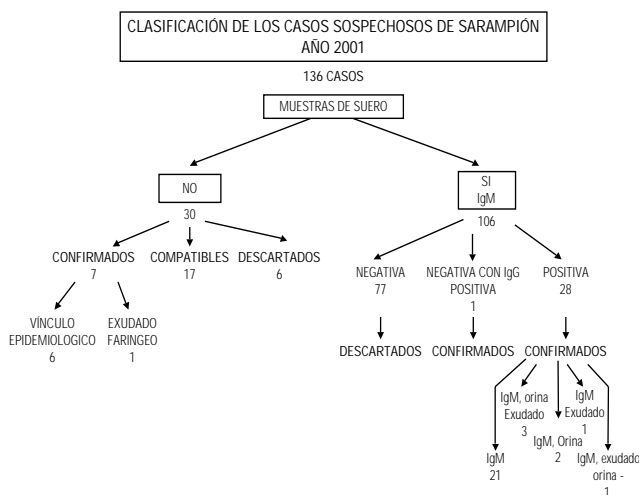 CLASIFICACIÓN DE LOS CASOS SOSPECHOSOS DE SARAMPIÓN
AÑO 2001
136 CASOS
MUESTRAS DE SUERO
NO
30
SI
IgM
106
CONFIRMADOS
7
COMPATIBLES
17
DESCARTADOS
6
NEGATIVA
77
NEGATIVA CON IgG
POSITIVA
1
POSITIVA
28
VÍNCULO
EPIDEMIOLOGICO
6
EXUDADO
FARINGEO
1
DESCARTADOS
CONFIRMADOS
CONFIRMADOS
IgM
21
IgM, orina
Exudado
3
IgM, Orina
2
IgM
Exudado
1
IgM, exudado
orina -
1